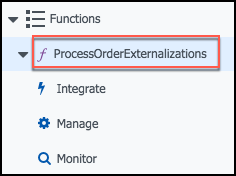 Functions
ƒ ProcessOrderExternalizations
Integrate
Manage
Monitor